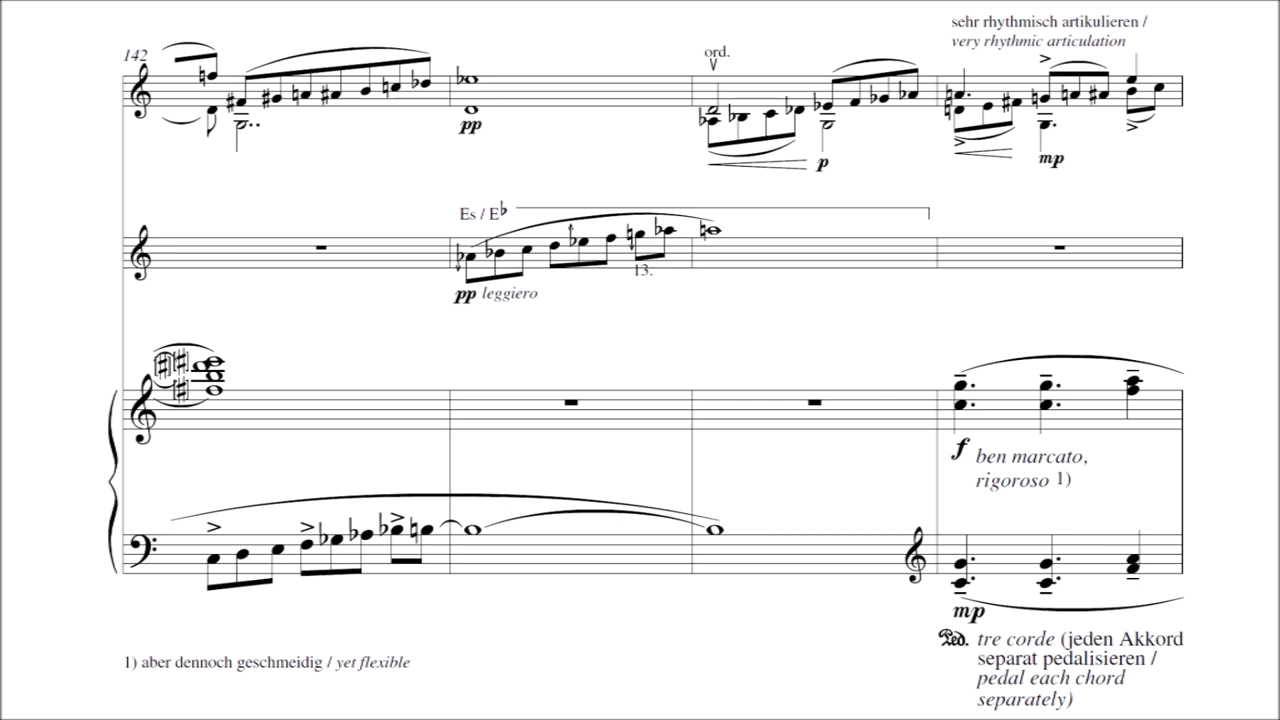 sehr rhythmisch artikulieren /
very rhythmic articulation
142
ord.
pp
p
mp
Es / E♭
13.
pp leggiero
f ben marcato,
rigoroso 1)
mp
Ped. tre corde (jeden Akkord
separat pedalisieren /
pedal each chord
separately)
1) aber dennoch geschmeidig / yet flexible